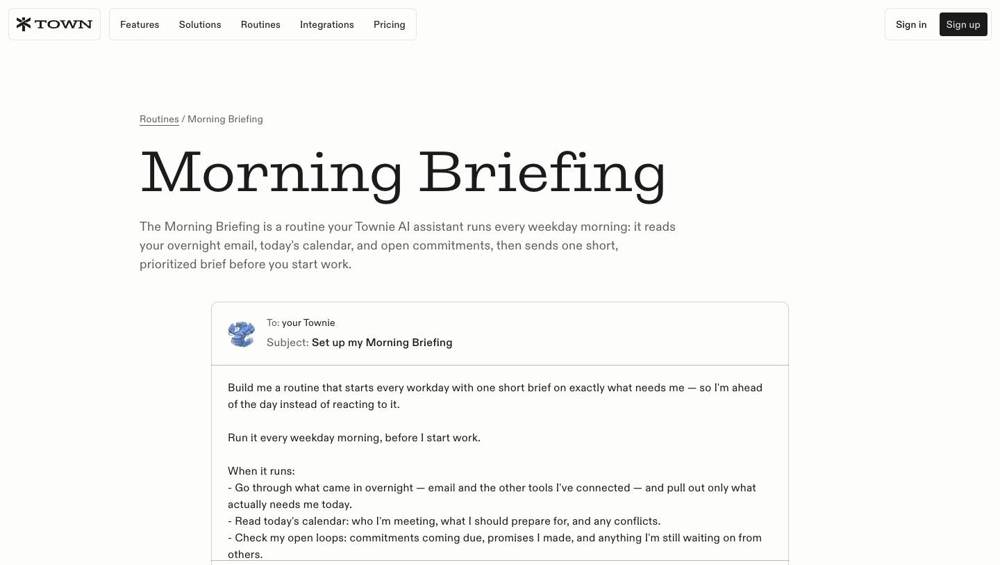 TOWN
Features
Solutions
Routines
Integrations
Pricing
Sign in
Sign up
Routines / Morning Briefing
Morning Briefing
The Morning Briefing is a routine your Townie AI assistant runs every weekday morning: it reads
your overnight email, today's calendar, and open commitments, then sends one short,
prioritized brief before you start work.
To: your Townie
Subject: Set up my Morning Briefing
Build me a routine that starts every workday with one short brief on exactly what needs me — so I'm ahead
of the day instead of reacting to it.
Run it every weekday morning, before I start work.
When it runs:
- Go through what came in overnight — email and the other tools I've connected — and pull out only what
actually needs me today.
- Read today's calendar: who I'm meeting, what I should prepare for, and any conflicts.
- Check my open loops: commitments coming due, promises I made, and anything I'm still waiting on from
others.